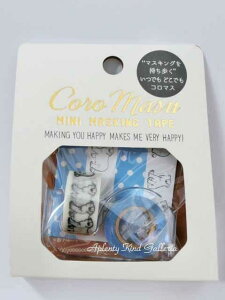 "マスキングを
持ち歩く"
いつでもどこでも
コロマス
Coro Masu
MINI MASKING TAPE
MAKING YOU HAPPY MAKES ME VERY HAPPY!
Aplenty Kind Galleria